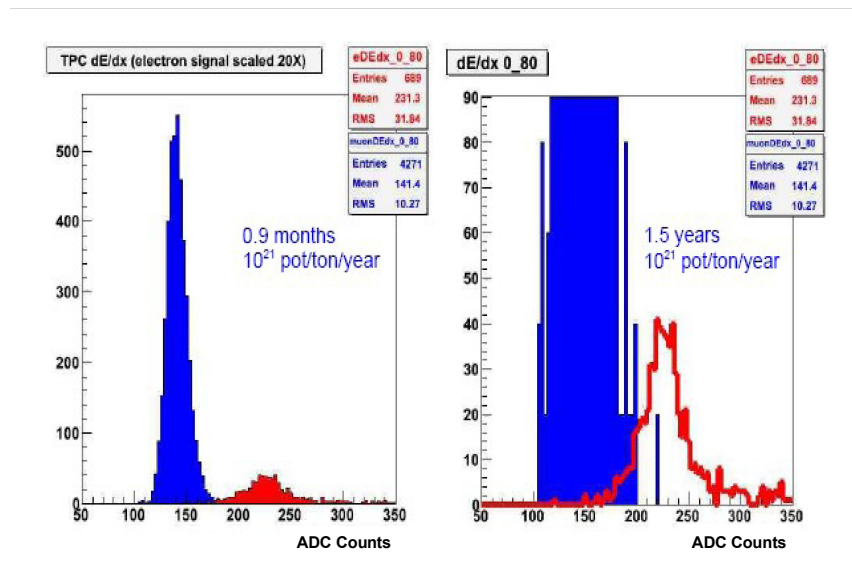 TPC dE/dx (electron signal scaled 20X)
eDEdx_0_80
Entries 689
Mean 231.3
RMS 31.84
muonDEdx_0_80
Entries 4271
Mean 141.4
RMS 10.27
0.9 months
10²¹ pot/ton/year
500
400
300
200
100
0
50 100 150 200 250 300 350
ADC Counts
dE/dx 0_80
eDEdx_0_80
Entries 689
Mean 231.3
RMS 31.84
muonDEdx_0_80
Entries 4271
Mean 141.4
RMS 10.27
1.5 years
10²¹ pot/ton/year
90
80
70
60
50
40
30
20
10
0
50 100 150 200 250 300 350
ADC Counts